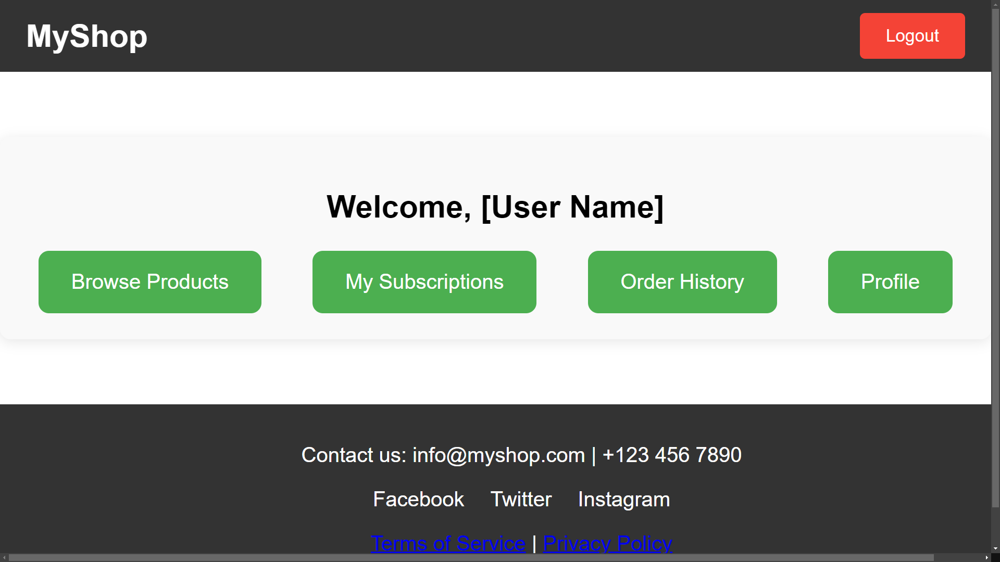 MyShop
Logout
Welcome, [User Name]
Browse Products
My Subscriptions
Order History
Profile
Contact us: info@myshop.com | +123 456 7890
Facebook Twitter Instagram
Terms of Service | Privacy Policy